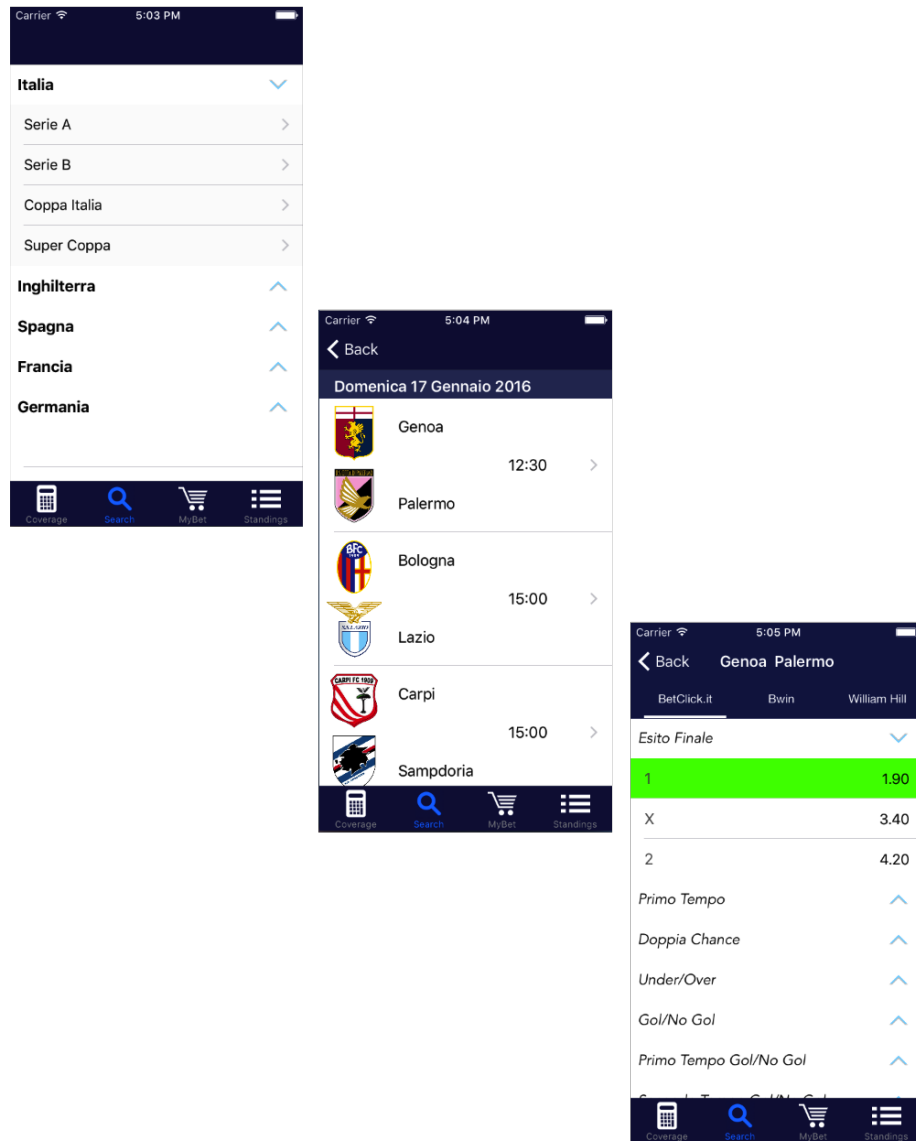 Carrier 5:03 PM
Italia
Serie A
Serie B
Coppa Italia
Super Coppa
Inghilterra
Spagna
Francia
Germania
Coverage Search MyBet Standings
Carrier 5:04 PM
Back
Domenica 17 Gennaio 2016
Genoa
12:30
Palermo
BFC
Bologna
15:00
Lazio
CARPI FC 1909
Carpi
15:00
Sampdoria
Coverage Search MyBet Standings
Carrier 5:05 PM
Back Genoa Palermo
BetClick.it Bwin William Hill
Esito Finale
1 1.90
X 3.40
2 4.20
Primo Tempo
Doppia Chance
Under/Over
Gol/No Gol
Primo Tempo Gol/No Gol
Coverage Search MyBet Standings